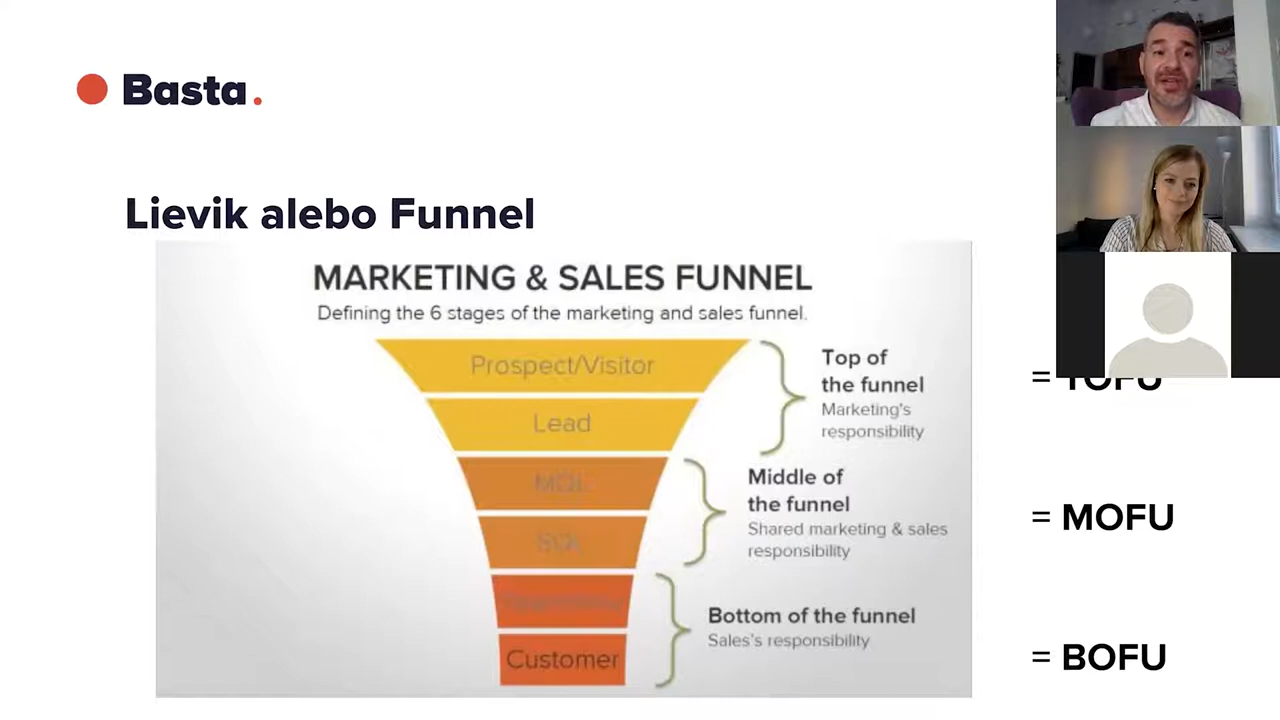 Basta.
Lievik alebo Funnel
MARKETING & SALES FUNNEL
Defining the 6 stages of the marketing and sales funnel.
Prospect/Visitor
Lead
MQL
SQL
Customer
Top of
the funnel
Marketing's
responsibility
Middle of
the funnel
Shared marketing & sales
responsibility
Bottom of the funnel
Sales's responsibility
= TOFU
= MOFU
= BOFU